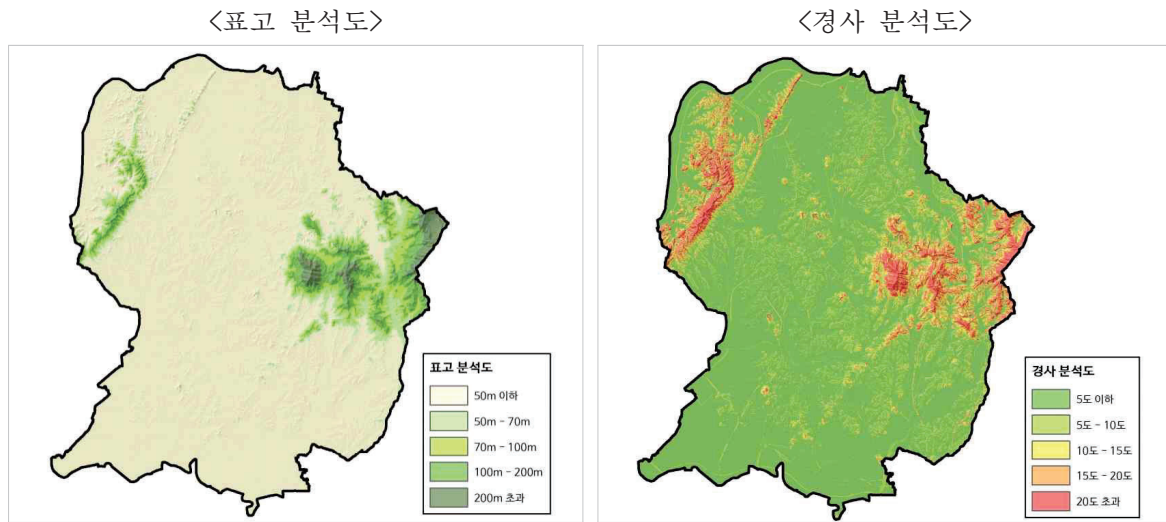 <표고 분석도>
<경사 분석도>
표고 분석도
50m 이하
50m - 70m
70m - 100m
100m - 200m
200m 초과
경사 분석도
5도 이하
5도 - 10도
10도 - 15도
15도 - 20도
20도 초과